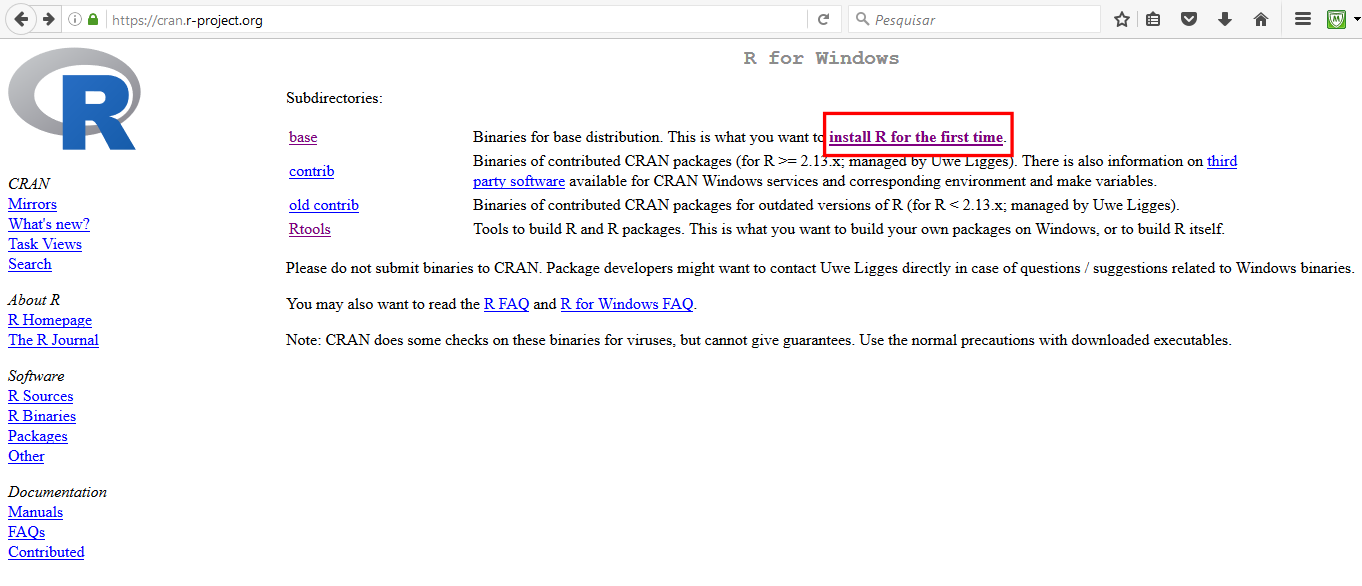 https://cran.r-project.org
Pesquisar
R
R for Windows
Subdirectories:
base
Binaries for base distribution. This is what you want to install R for the first time.
contrib
Binaries of contributed CRAN packages (for R >= 2.13.x; managed by Uwe Ligges). There is also information on third
party software available for CRAN Windows services and corresponding environment and make variables.
old contrib
Binaries of contributed CRAN packages for outdated versions of R (for R < 2.13.x; managed by Uwe Ligges).
Rtools
Tools to build R and R packages. This is what you want to build your own packages on Windows, or to build R itself.
Please do not submit binaries to CRAN. Package developers might want to contact Uwe Ligges directly in case of questions / suggestions related to Windows binaries.
You may also want to read the R FAQ and R for Windows FAQ.
Note: CRAN does some checks on these binaries for viruses, but cannot give guarantees. Use the normal precautions with downloaded executables.
CRAN
Mirrors
What's new?
Task Views
Search
About R
R Homepage
The R Journal
Software
R Sources
R Binaries
Packages
Other
Documentation
Manuals
FAQs
Contributed